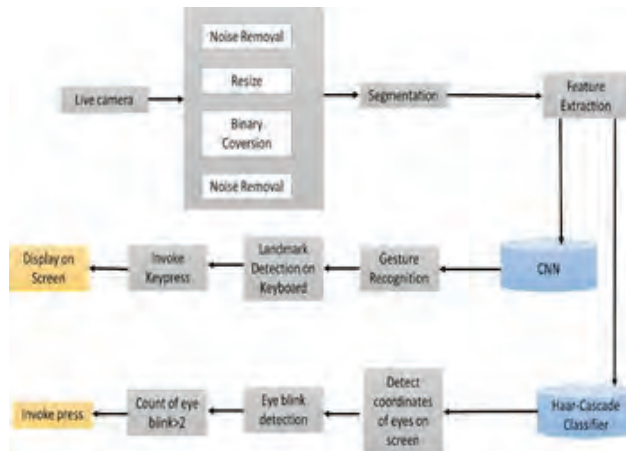 Noise Removal
Resize
Binary
Coversion
Noise Removal
Live camera
Segmentation
Feature
Extraction
Display on
Screen
Invoke
Keypress
Landmark
Detection on
Keyboard
Gesture
Recognition
CNN
Invoke press
Count of eye
blink>2
Eye blink
detection
Detect
coordinates
of eyes on
screen
Haar-Cascade
Classifier